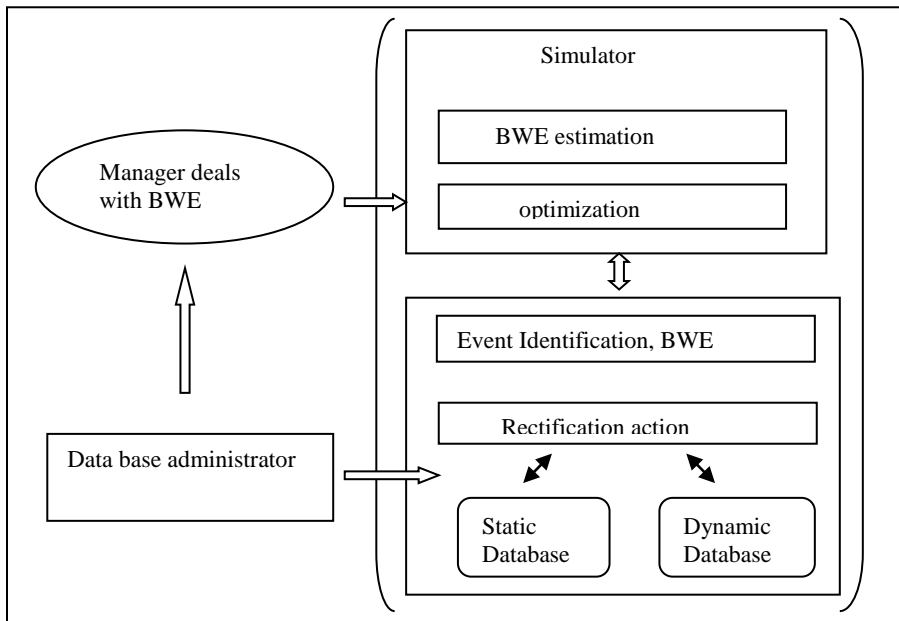 Simulator
BWE estimation
optimization
Manager deals
with BWE
Event Identification, BWE
Rectification action
Data base administrator
Static
Database
Dynamic
Database